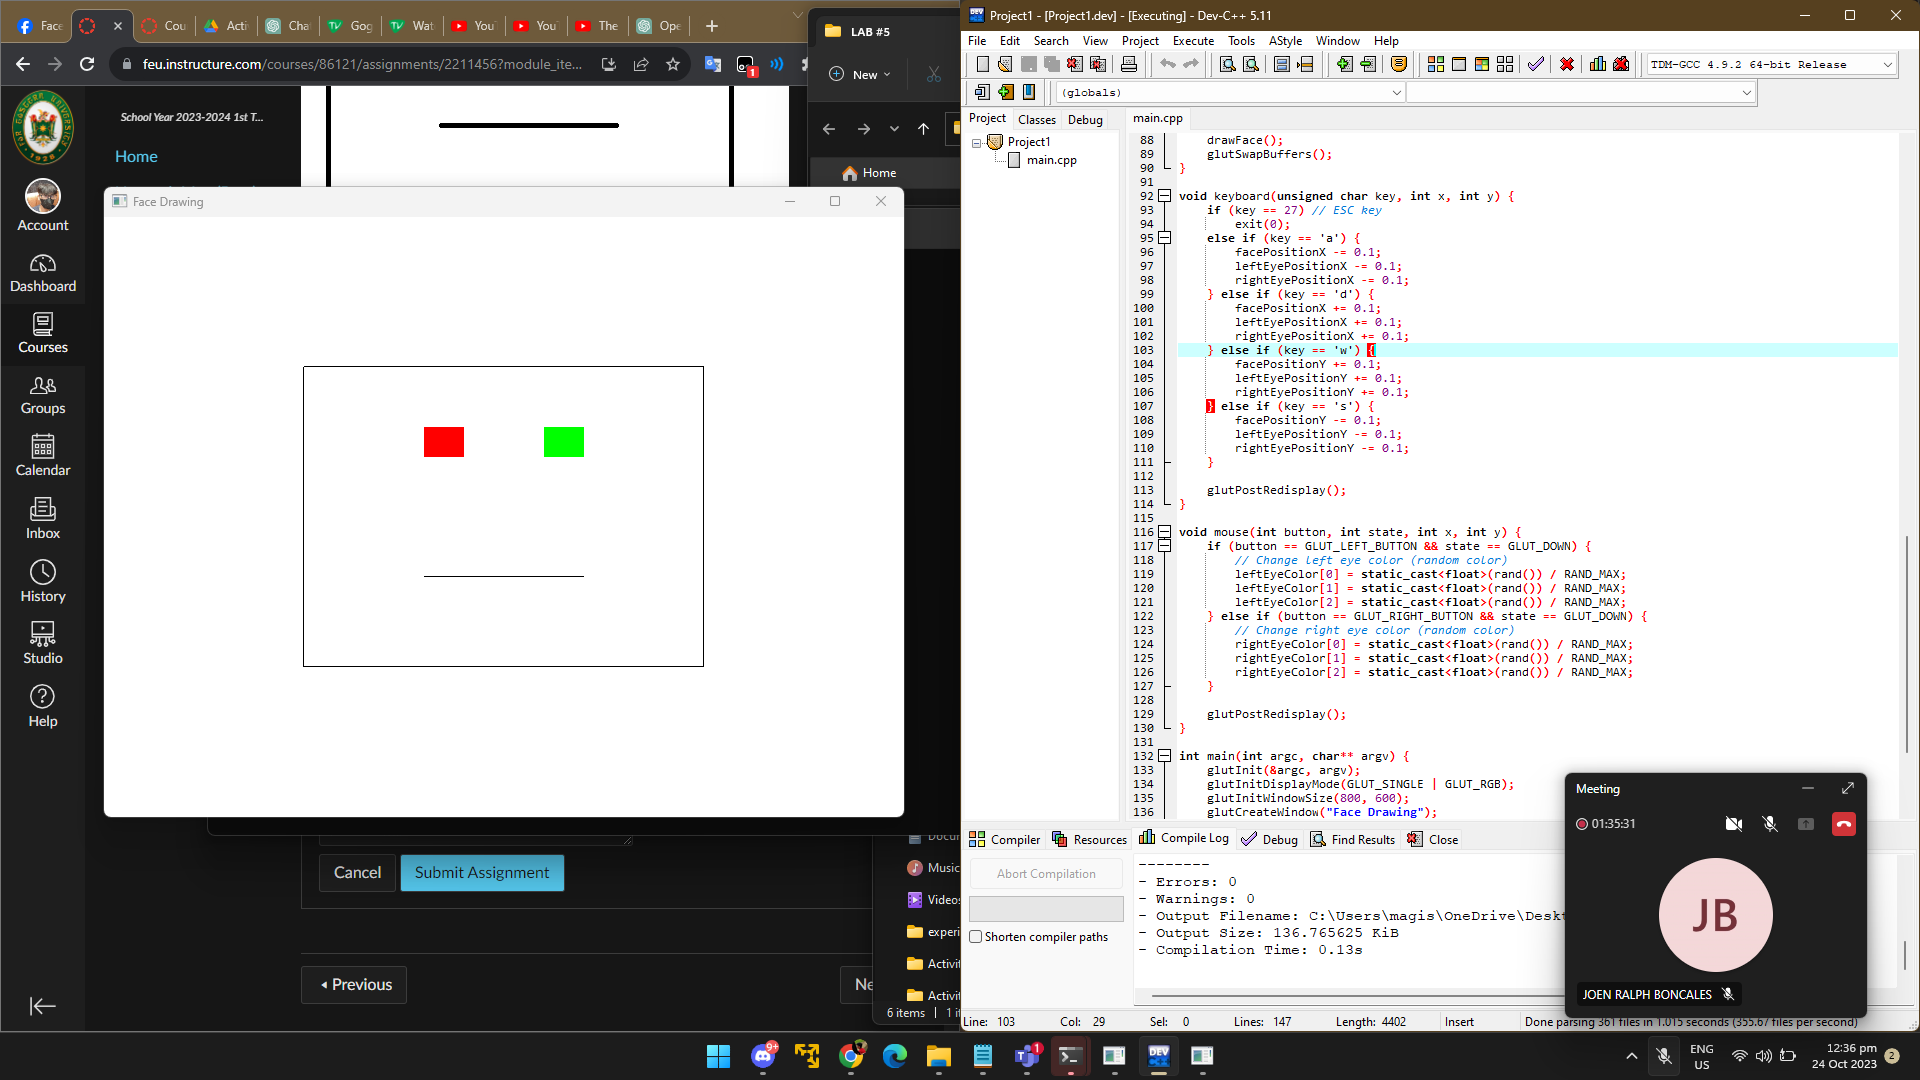 Face
Cou
Acti
Cha
Gog
Wat
You
You
The
Ope
feu.instructure.com/courses/86121/assignments/2211456?module_ite...
School Year 2023-2024 1st T...
Home
Account
Dashboard
Courses
Groups
Calendar
Inbox
History
Studio
Help
Face Drawing
Cancel
Submit Assignment
Previous
Ne
LAB #5
New
Home
Music
Videos
experi
Activit
Activit
6 items
Project1 - [Project1.dev] - [Executing] - Dev-C++ 5.11
File Edit Search View Project Execute Tools AStyle Window Help
TDM-GCC 4.9.2 64-bit Release
(globals)
Project Classes Debug
Project1
main.cpp
main.cpp
88 drawFace();
89 glutSwapBuffers();
90 }
91
92 void keyboard(unsigned char key, int x, int y) {
93 if (key == 27) // ESC key
94 exit(0);
95 else if (key == 'a') {
96 facePositionX -= 0.1;
97 leftEyePositionX -= 0.1;
98 rightEyePositionX -= 0.1;
99 } else if (key == 'd') {
100 facePositionX += 0.1;
101 leftEyePositionX += 0.1;
102 rightEyePositionX += 0.1;
103 } else if (key == 'w') {
104 facePositionY += 0.1;
105 leftEyePositionY += 0.1;
106 rightEyePositionY += 0.1;
107 } else if (key == 's') {
108 facePositionY -= 0.1;
109 leftEyePositionY -= 0.1;
110 rightEyePositionY -= 0.1;
111 }
112
113 glutPostRedisplay();
114 }
115
116 void mouse(int button, int state, int x, int y) {
117 if (button == GLUT_LEFT_BUTTON && state == GLUT_DOWN) {
118 // Change left eye color (random color)
119 leftEyeColor[0] = static_cast<float>(rand()) / RAND_MAX;
120 leftEyeColor[1] = static_cast<float>(rand()) / RAND_MAX;
121 leftEyeColor[2] = static_cast<float>(rand()) / RAND_MAX;
122 } else if (button == GLUT_RIGHT_BUTTON && state == GLUT_DOWN) {
123 // Change right eye color (random color)
124 rightEyeColor[0] = static_cast<float>(rand()) / RAND_MAX;
125 rightEyeColor[1] = static_cast<float>(rand()) / RAND_MAX;
126 rightEyeColor[2] = static_cast<float>(rand()) / RAND_MAX;
127 }
128
129 glutPostRedisplay();
130 }
131
132 int main(int argc, char** argv) {
133 glutInit(&argc, argv);
134 glutInitDisplayMode(GLUT_SINGLE | GLUT_RGB);
135 glutInitWindowSize(800, 600);
136 glutCreateWindow("Face Drawing");
Compiler Resources Compile Log Debug Find Results Close
Abort Compilation
Shorten compiler paths
--------
- Errors: 0
- Warnings: 0
- Output Filename: C:\Users\magis\OneDrive\Deskt
- Output Size: 136.765625 KiB
- Compilation Time: 0.13s
Line: 103 Col: 29 Sel: 0 Lines: 147 Length: 4402 Insert Done parsing 361 files in 1.015 seconds (355.67 files per second)
Meeting
01:35:31
JB
JOEN RALPH BONCALES
9+
1
DEV
ENG
US
12:36 pm
24 Oct 2023
2